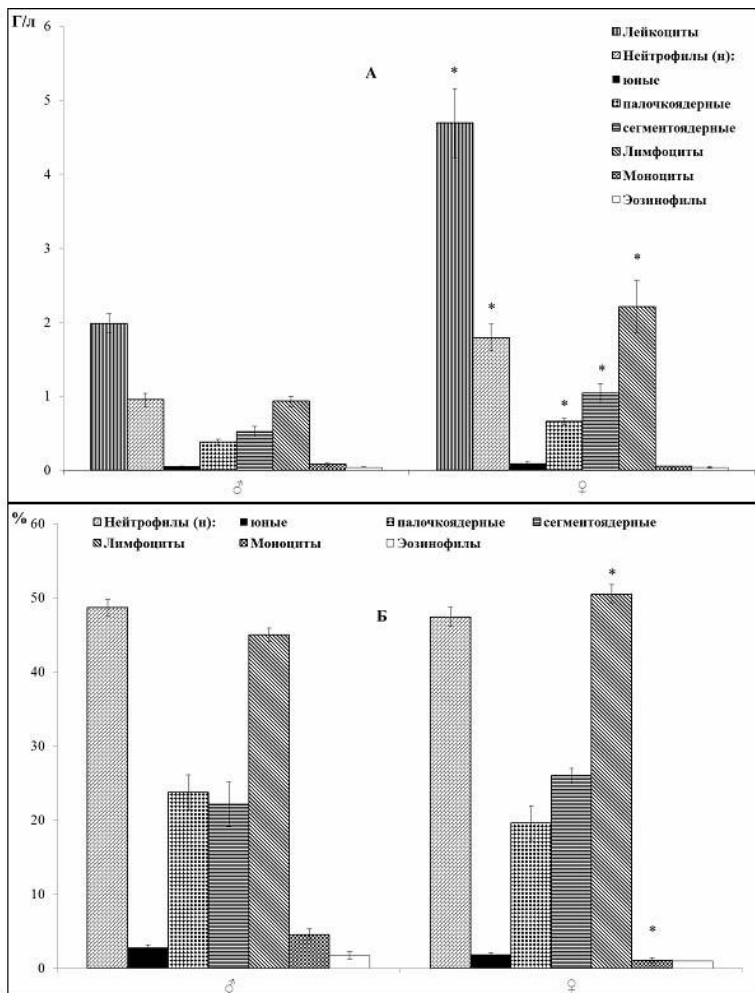 Г/л
6
5
4
3
2
1
0
А
Лейкоциты
Нейтрофилы (н):
юные
палочкоядерные
сегментоядерные
Лимфоциты
Моноциты
Эозинофилы
*
*
*
*
*
♂ ♀
%
60
50
40
30
20
10
0
Нейтрофилы (н): юные палочкоядерные сегментоядерные
Лимфоциты Моноциты Эозинофилы
Б
*
*
♂ ♀